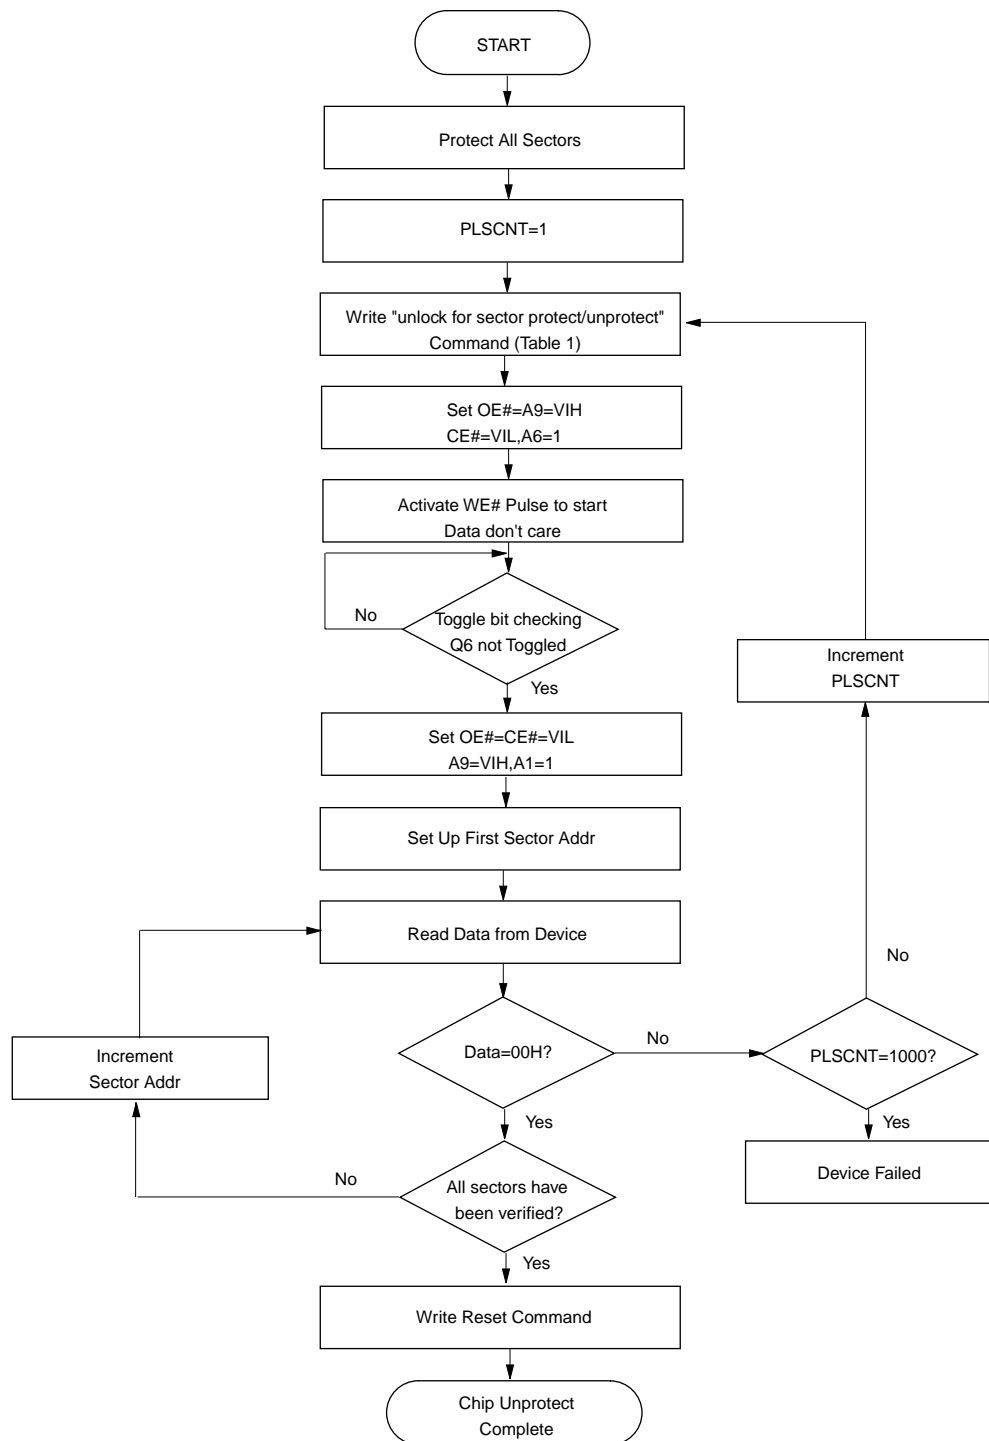 START
Protect All Sectors
PLSCNT=1
Write "unlock for sector protect/unprotect"
Command (Table 1)
Set OE#=A9=VIH
CE#=VIL,A6=1
Activate WE# Pulse to start
Data don't care
No
Toggle bit checking
Q6 not Toggled
Yes
Increment
PLSCNT
Set OE#=CE#=VIL
A9=VIH,A1=1
Set Up First Sector Addr
Read Data from Device
No
Increment
Sector Addr
Data=00H?
No
PLSCNT=1000?
Yes
Yes
Device Failed
No
All sectors have
been verified?
Yes
Write Reset Command
Chip Unprotect
Complete